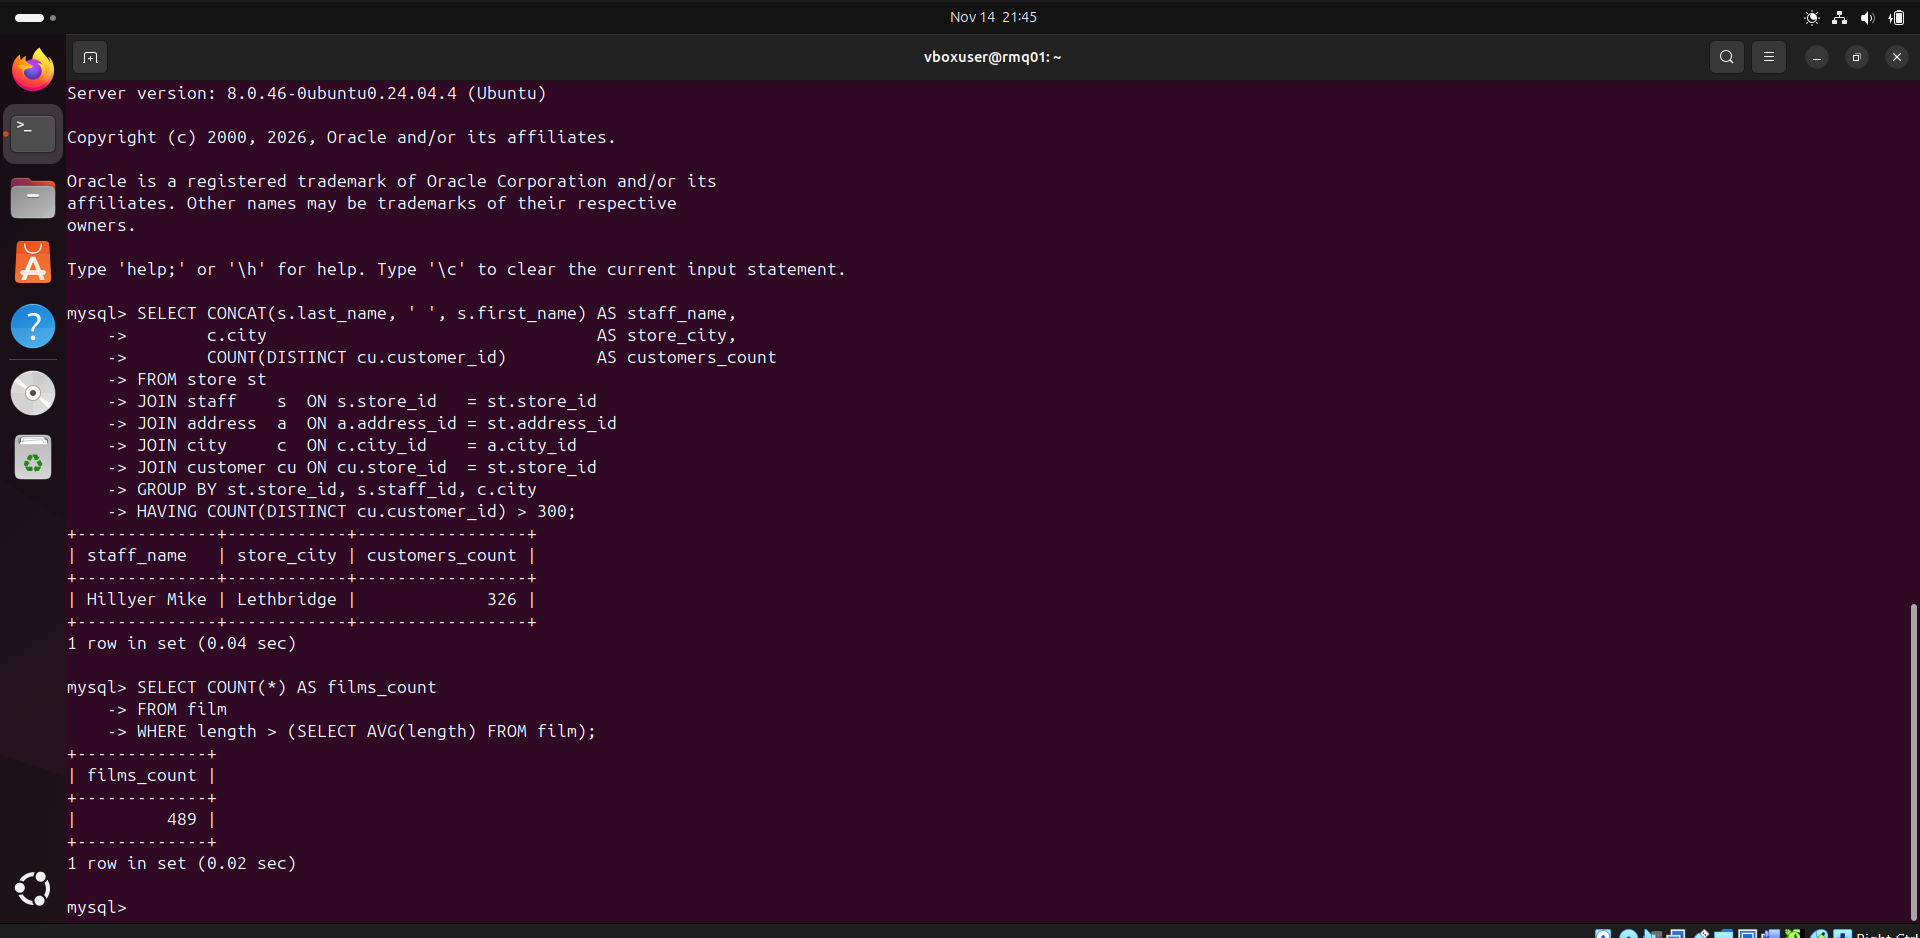 Nov 14  21:45
vboxuser@rmq01: ~
Server version: 8.0.46-0ubuntu0.24.04.4 (Ubuntu)
Copyright (c) 2000, 2026, Oracle and/or its affiliates.
Oracle is a registered trademark of Oracle Corporation and/or its
affiliates. Other names may be trademarks of their respective
owners.
Type 'help;' or '\h' for help. Type '\c' to clear the current input statement.
mysql> SELECT CONCAT(s.last_name, ' ', s.first_name) AS staff_name,
    ->        c.city                                 AS store_city,
    ->        COUNT(DISTINCT cu.customer_id)         AS customers_count
    -> FROM store st
    -> JOIN staff    s  ON s.store_id   = st.store_id
    -> JOIN address  a  ON a.address_id = st.address_id
    -> JOIN city     c  ON c.city_id    = a.city_id
    -> JOIN customer cu ON cu.store_id  = st.store_id
    -> GROUP BY st.store_id, s.staff_id, c.city
    -> HAVING COUNT(DISTINCT cu.customer_id) > 300;
+--------------+------------+-----------------+
| staff_name   | store_city | customers_count |
+--------------+------------+-----------------+
| Hillyer Mike | Lethbridge |             326 |
+--------------+------------+-----------------+
1 row in set (0.04 sec)
mysql> SELECT COUNT(*) AS films_count
    -> FROM film
    -> WHERE length > (SELECT AVG(length) FROM film);
+-------------+
| films_count |
+-------------+
|         489 |
+-------------+
1 row in set (0.02 sec)
mysql>
Right Ctrl